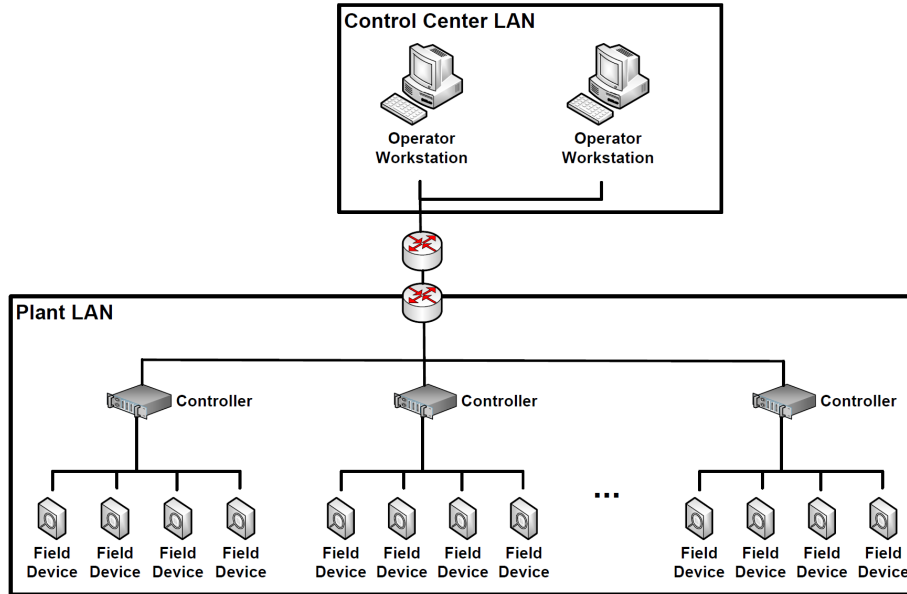 Control Center LAN
Operator
Workstation
Operator
Workstation
Plant LAN
Controller
Controller
Controller
...
Field
Device
Field
Device
Field
Device
Field
Device
Field
Device
Field
Device
Field
Device
Field
Device
Field
Device
Field
Device
Field
Device
Field
Device